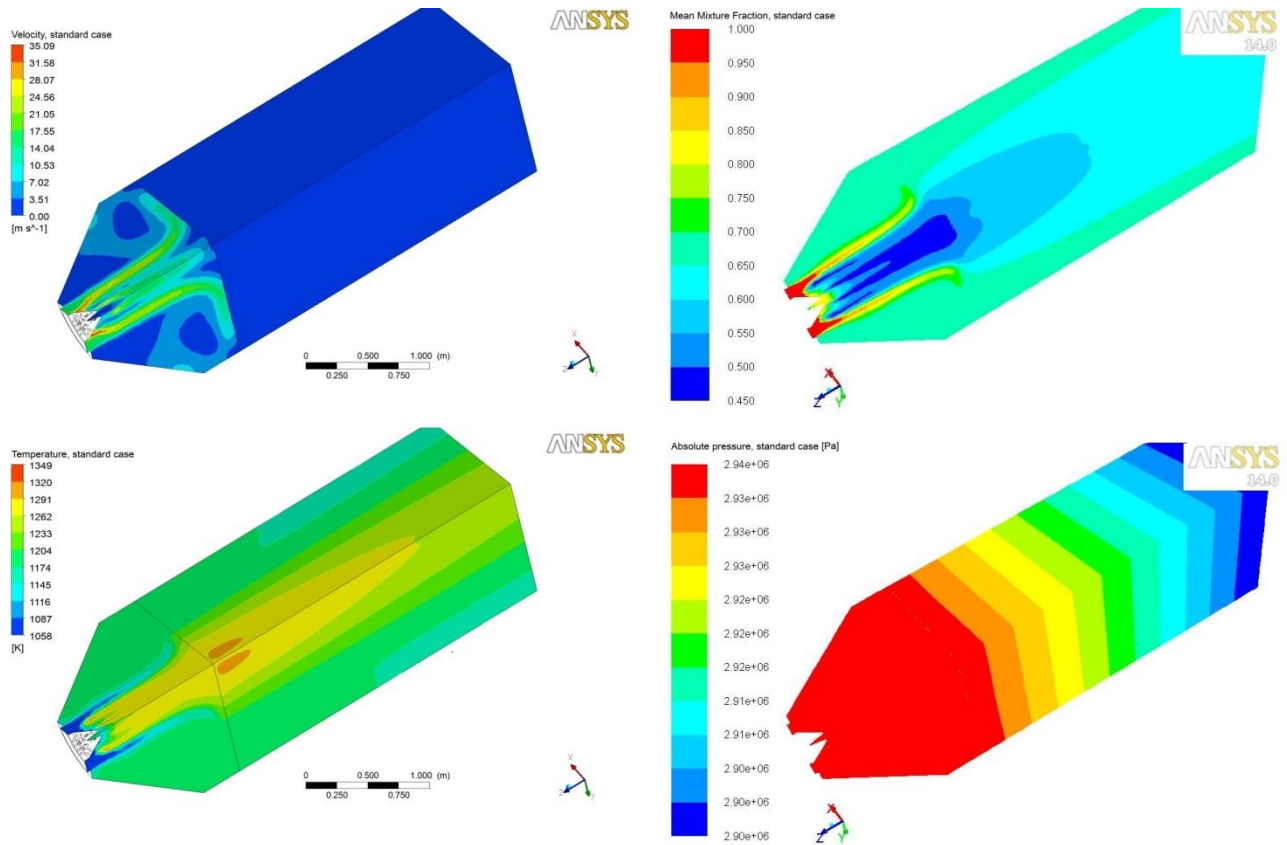 Velocity, standard case
35.09
31.58
28.07
24.56
21.05
17.55
14.04
10.53
7.02
3.51
0.00
[m s^-1]
ANSYS
0 0.500 1.000 (m)
0.250 0.750
X
Z
Y
Mean Mixture Fraction, standard case
1.000
0.950
0.900
0.850
0.800
0.750
0.700
0.650
0.600
0.550
0.500
0.450
ANSYS
14.0
X
Z
Y
Temperature, standard case
1349
1320
1291
1262
1233
1204
1174
1145
1116
1087
1058
[K]
ANSYS
0 0.500 1.000 (m)
0.250 0.750
X
Z
Y
Absolute pressure, standard case [Pa]
2.94e+06
2.93e+06
2.93e+06
2.92e+06
2.92e+06
2.92e+06
2.91e+06
2.91e+06
2.90e+06
2.90e+06
2.90e+06
ANSYS
14.0
X
Z
Y